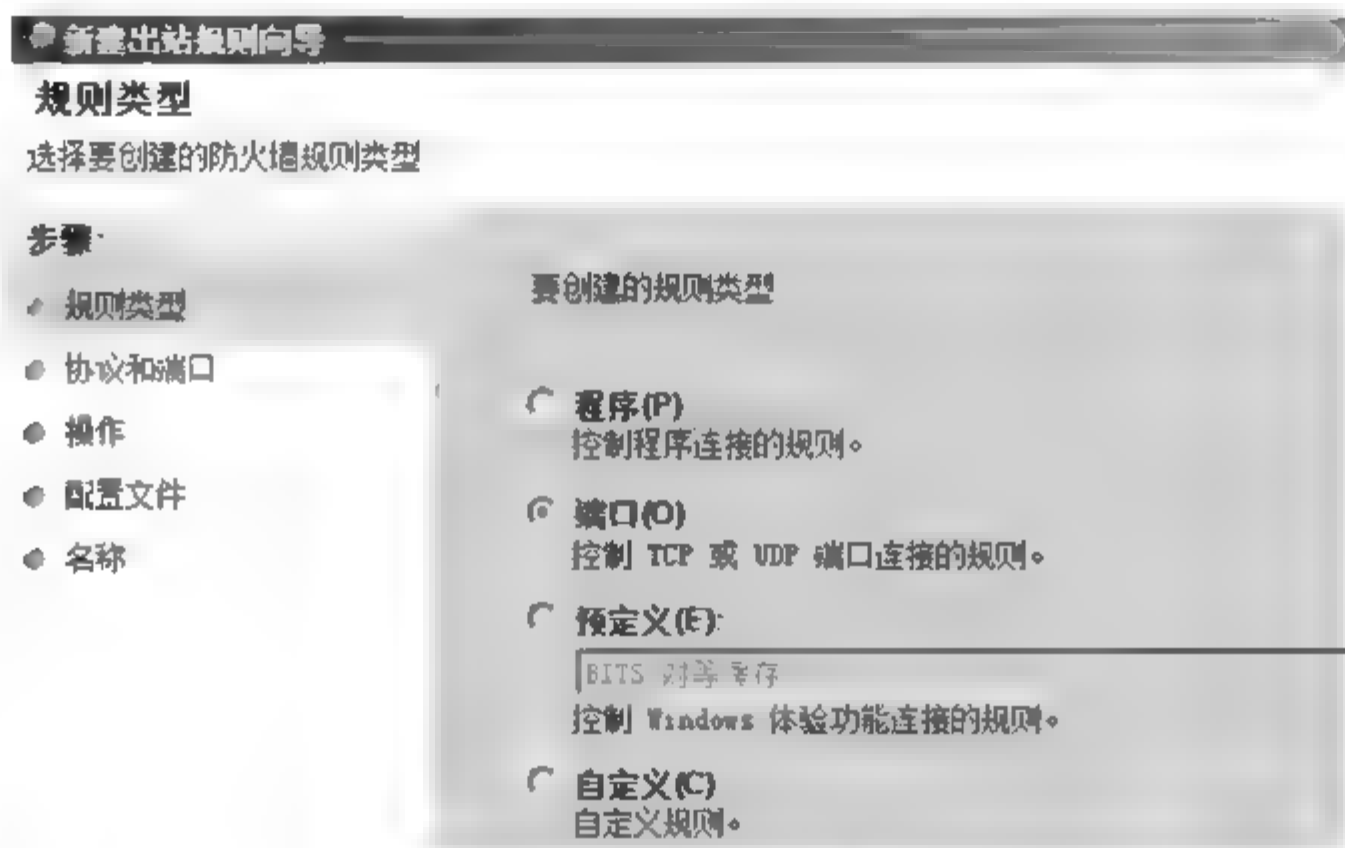 新建出站规则向导
规则类型
选择要创建的防火墙规则类型
步骤:
规则类型
协议和端口
操作
配置文件
名称
要创建的规则类型
程序(P)
控制程序连接的规则。
端口(O)
控制 TCP 或 UDP 端口连接的规则。
预定义(E):
BITS 对等缓存
控制 Windows 体验功能连接的规则。
自定义(C)
自定义规则。